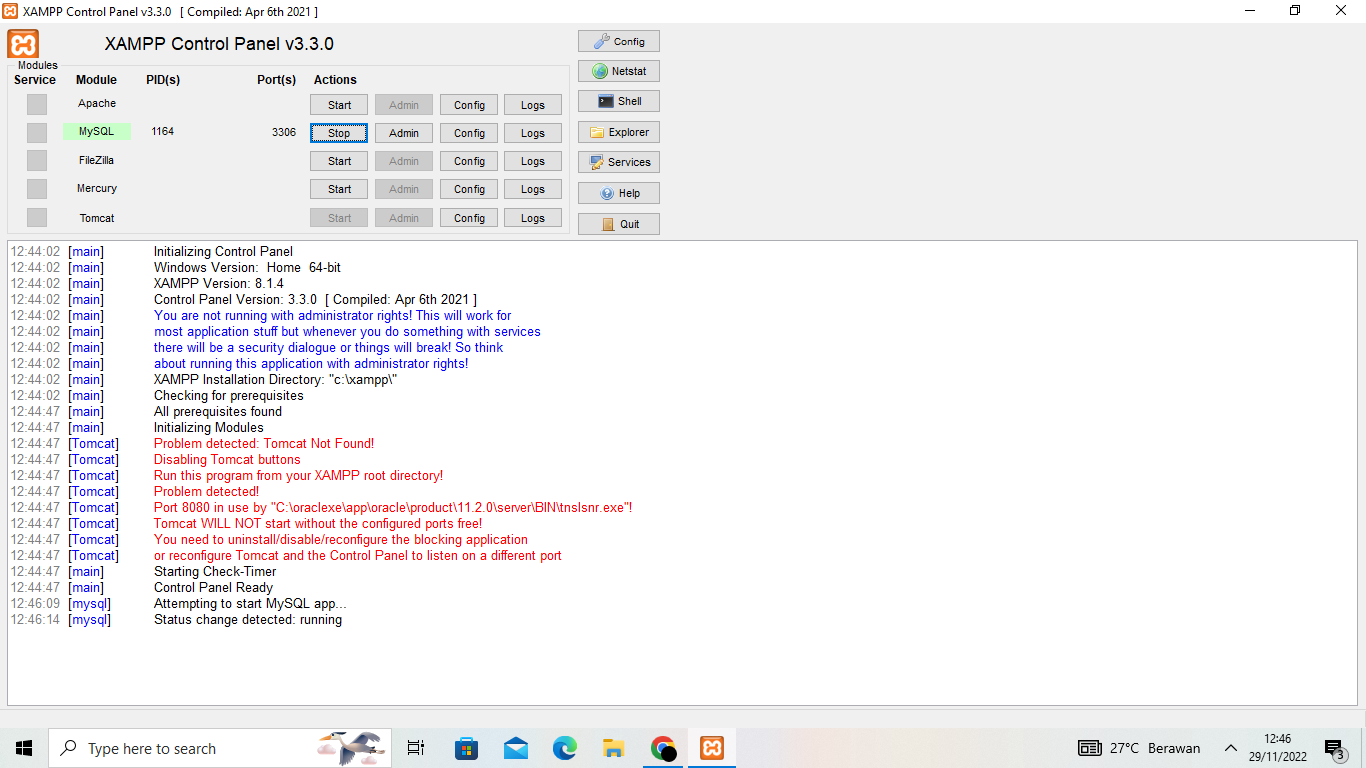 XAMPP Control Panel v3.3.0 [ Compiled: Apr 6th 2021 ]
XAMPP Control Panel v3.3.0
Modules
Service Module PID(s) Port(s) Actions
Apache Start Admin Config Logs
MySQL 1164 3306 Stop Admin Config Logs
FileZilla Start Admin Config Logs
Mercury Start Admin Config Logs
Tomcat Start Admin Config Logs
Config
Netstat
Shell
Explorer
Services
Help
Quit
12:44:02 [main] Initializing Control Panel
12:44:02 [main] Windows Version: Home 64-bit
12:44:02 [main] XAMPP Version: 8.1.4
12:44:02 [main] Control Panel Version: 3.3.0 [ Compiled: Apr 6th 2021 ]
12:44:02 [main] You are not running with administrator rights! This will work for
12:44:02 [main] most application stuff but whenever you do something with services
12:44:02 [main] there will be a security dialogue or things will break! So think
12:44:02 [main] about running this application with administrator rights!
12:44:02 [main] XAMPP Installation Directory: "c:\xampp\"
12:44:02 [main] Checking for prerequisites
12:44:47 [main] All prerequisites found
12:44:47 [main] Initializing Modules
12:44:47 [Tomcat] Problem detected: Tomcat Not Found!
12:44:47 [Tomcat] Disabling Tomcat buttons
12:44:47 [Tomcat] Run this program from your XAMPP root directory!
12:44:47 [Tomcat] Problem detected!
12:44:47 [Tomcat] Port 8080 in use by "C:\oraclexe\app\oracle\product\11.2.0\server\BIN\tnslsnr.exe"!
12:44:47 [Tomcat] Tomcat WILL NOT start without the configured ports free!
12:44:47 [Tomcat] You need to uninstall/disable/reconfigure the blocking application
12:44:47 [Tomcat] or reconfigure Tomcat and the Control Panel to listen on a different port
12:44:47 [main] Starting Check-Timer
12:44:47 [main] Control Panel Ready
12:46:09 [mysql] Attempting to start MySQL app...
12:46:14 [mysql] Status change detected: running
Type here to search
27°C Berawan
12:46
29/11/2022
3